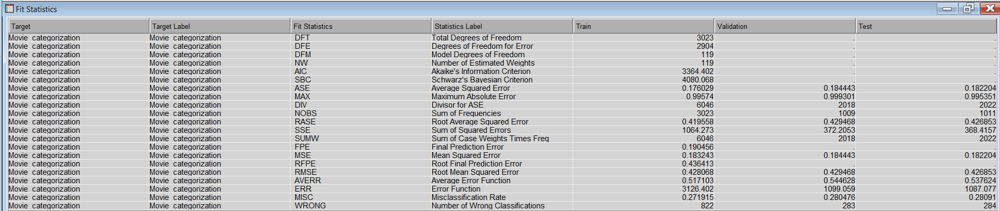 Fit Statistics
Target Target Label Fit Statistics Statistics Label Train Validation Test
Movie categorization Movie categorization DFT Total Degrees of Freedom 3023 . .
Movie categorization Movie categorization DFE Degrees of Freedom for Error 2904 . .
Movie categorization Movie categorization DFM Model Degrees of Freedom 119 . .
Movie categorization Movie categorization NW Number of Estimated Weights 119 . .
Movie categorization Movie categorization AIC Akaike's Information Criterion 3364.402 . .
Movie categorization Movie categorization SBC Schwarz's Bayesian Criterion 4080.068 . .
Movie categorization Movie categorization ASE Average Squared Error 0.176029 0.184443 0.182204
Movie categorization Movie categorization MAX Maximum Absolute Error 0.99574 0.999301 0.995351
Movie categorization Movie categorization DIV Divisor for ASE 6046 2018 2022
Movie categorization Movie categorization NOBS Sum of Frequencies 3023 1009 1011
Movie categorization Movie categorization RASE Root Average Squared Error 0.419558 0.429468 0.426853
Movie categorization Movie categorization SSE Sum of Squared Errors 1064.273 372.2053 368.4157
Movie categorization Movie categorization SUMW Sum of Case Weights Times Freq 6046 2018 2022
Movie categorization Movie categorization FPE Final Prediction Error 0.190456 . .
Movie categorization Movie categorization MSE Mean Squared Error 0.183243 0.184443 0.182204
Movie categorization Movie categorization RFPE Root Final Prediction Error 0.436413 . .
Movie categorization Movie categorization RMSE Root Mean Squared Error 0.428068 0.429468 0.426853
Movie categorization Movie categorization AVERR Average Error Function 0.517103 0.544628 0.537624
Movie categorization Movie categorization ERR Error Function 3126.402 1099.059 1087.077
Movie categorization Movie categorization MISC Misclassification Rate 0.271915 0.280476 0.28091
Movie categorization Movie categorization WRONG Number of Wrong Classifications 822 283 284